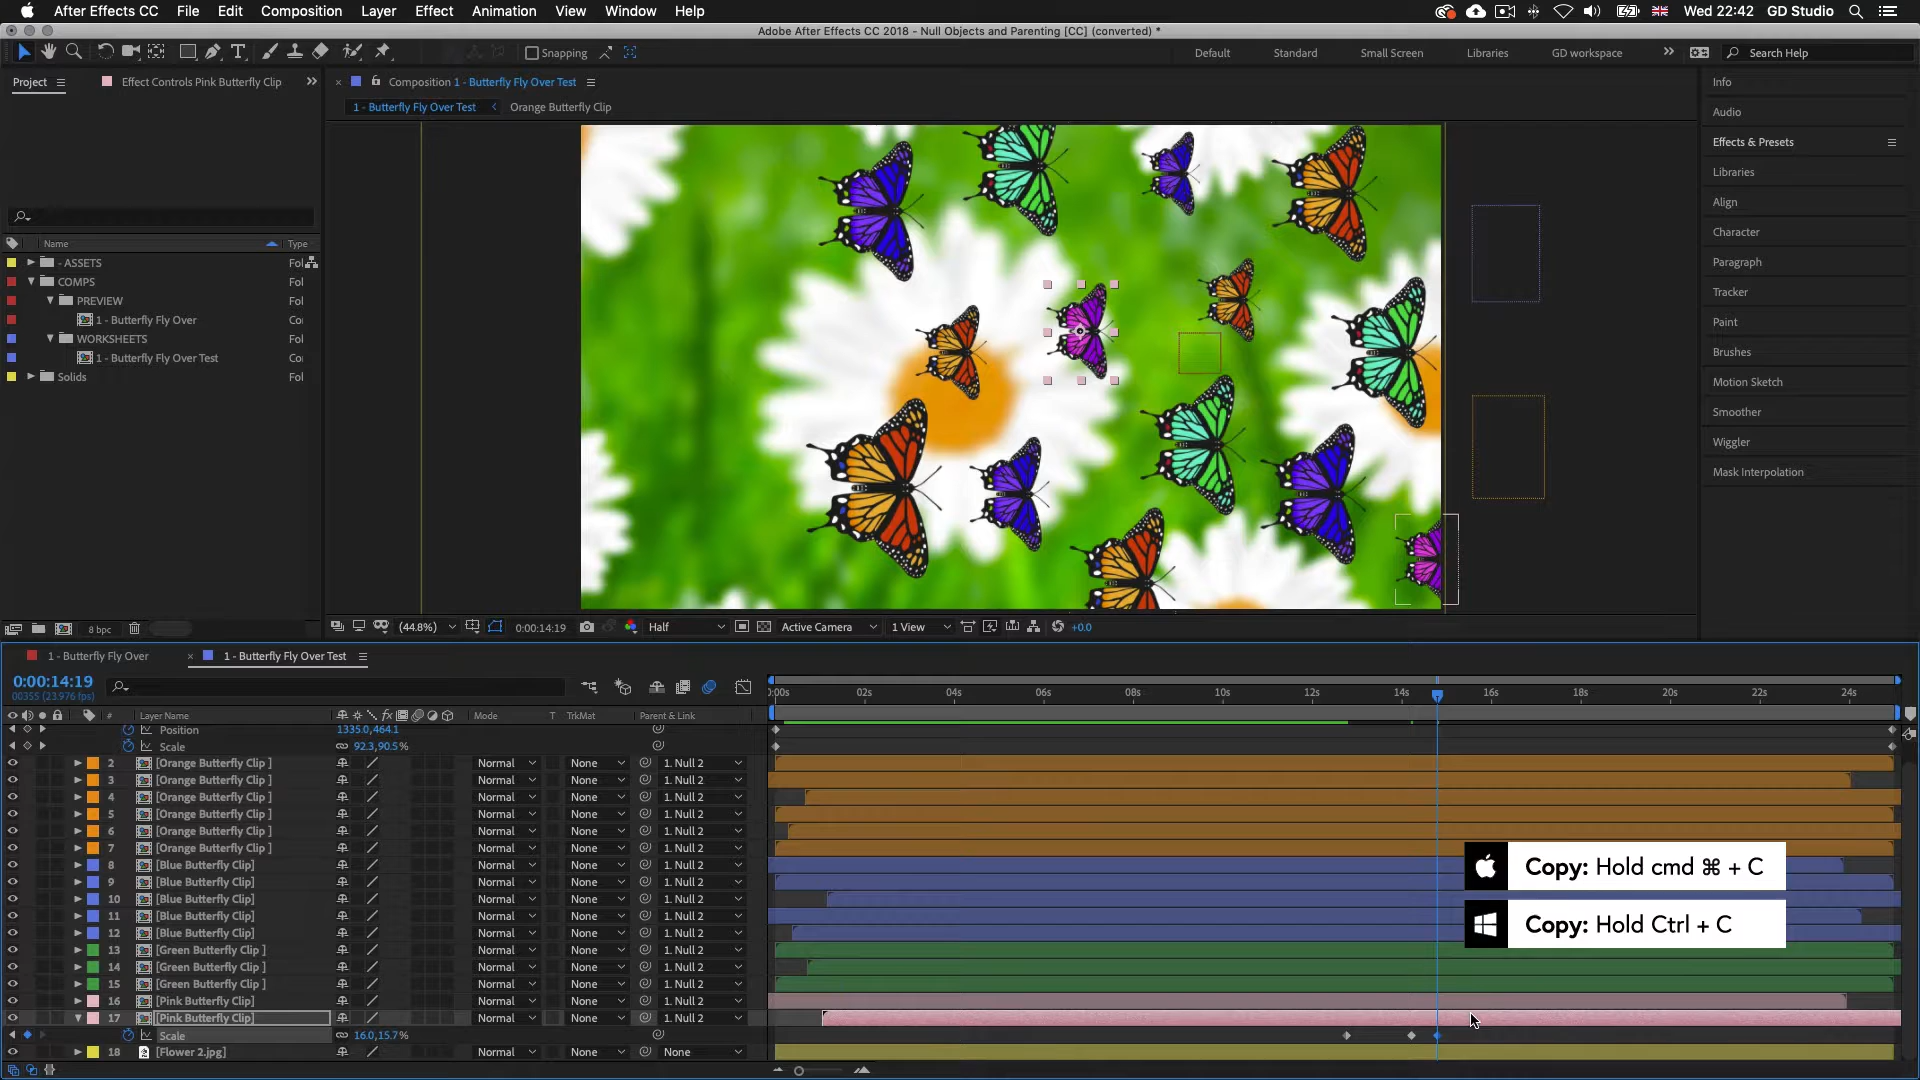 After Effects CC File Edit Composition Layer Effect Animation View Window Help Wed 22:42 GD Studio
Adobe After Effects CC 2018 - Null Objects and Parenting [CC] (converted) *
Snapping Default Standard Small Screen Libraries GD workspace Search Help
Project Effect Controls Pink Butterfly Clip Composition 1 - Butterfly Fly Over Test Info
1 - Butterfly Fly Over Test Orange Butterfly Clip
Audio
Effects & Presets
Libraries
Align
Character
Paragraph
Tracker
Paint
Brushes
Motion Sketch
Smoother
Wiggler
Mask Interpolation
Name Type
- ASSETS Fol
COMPS Fol
PREVIEW Fol
1 - Butterfly Fly Over Co
WORKSHEETS Fol
1 - Butterfly Fly Over Test Co
Solids Fol
8 bpc (44.8%) 0:00:14:19 Half Active Camera 1 View +0.0
1 - Butterfly Fly Over 1 - Butterfly Fly Over Test
0:00:14:19
00355 (23.976 fps)
:00s 02s 04s 06s 08s 10s 12s 14s 16s 18s 20s 22s 24s
# Layer Name Mode T TrkMat Parent & Link
Position 1335.0,464.1
Scale 92.3,90.5%
2 [Orange Butterfly Clip ] Normal None 1. Null 2
3 [Orange Butterfly Clip ] Normal None 1. Null 2
4 [Orange Butterfly Clip ] Normal None 1. Null 2
5 [Orange Butterfly Clip ] Normal None 1. Null 2
6 [Orange Butterfly Clip ] Normal None 1. Null 2
7 [Orange Butterfly Clip ] Normal None 1. Null 2
8 [Blue Butterfly Clip] Normal None 1. Null 2
9 [Blue Butterfly Clip] Normal None 1. Null 2
10 [Blue Butterfly Clip] Normal None 1. Null 2
11 [Blue Butterfly Clip] Normal None 1. Null 2
12 [Blue Butterfly Clip] Normal None 1. Null 2
13 [Green Butterfly Clip ] Normal None 1. Null 2
14 [Green Butterfly Clip ] Normal None 1. Null 2
15 [Green Butterfly Clip ] Normal None 1. Null 2
16 [Pink Butterfly Clip] Normal None 1. Null 2
17 [Pink Butterfly Clip] Normal None 1. Null 2
Scale 16.0,15.7%
18 [Flower 2.jpg] Normal None None
Copy: Hold cmd ⌘ + C
Copy: Hold Ctrl + C